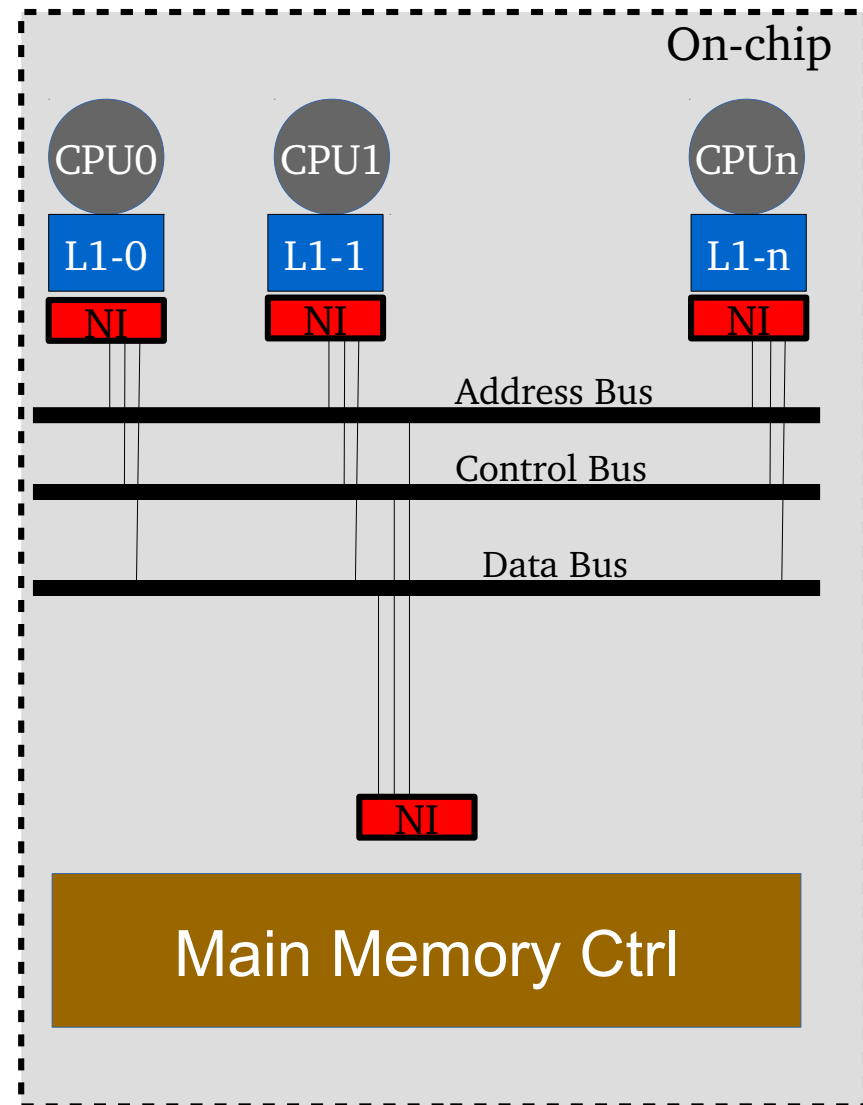 On-chip
CPU0
CPU1
CPUn
L1-0
L1-1
L1-n
NI
NI
NI
Address Bus
Control Bus
Data Bus
NI
Main Memory Ctrl